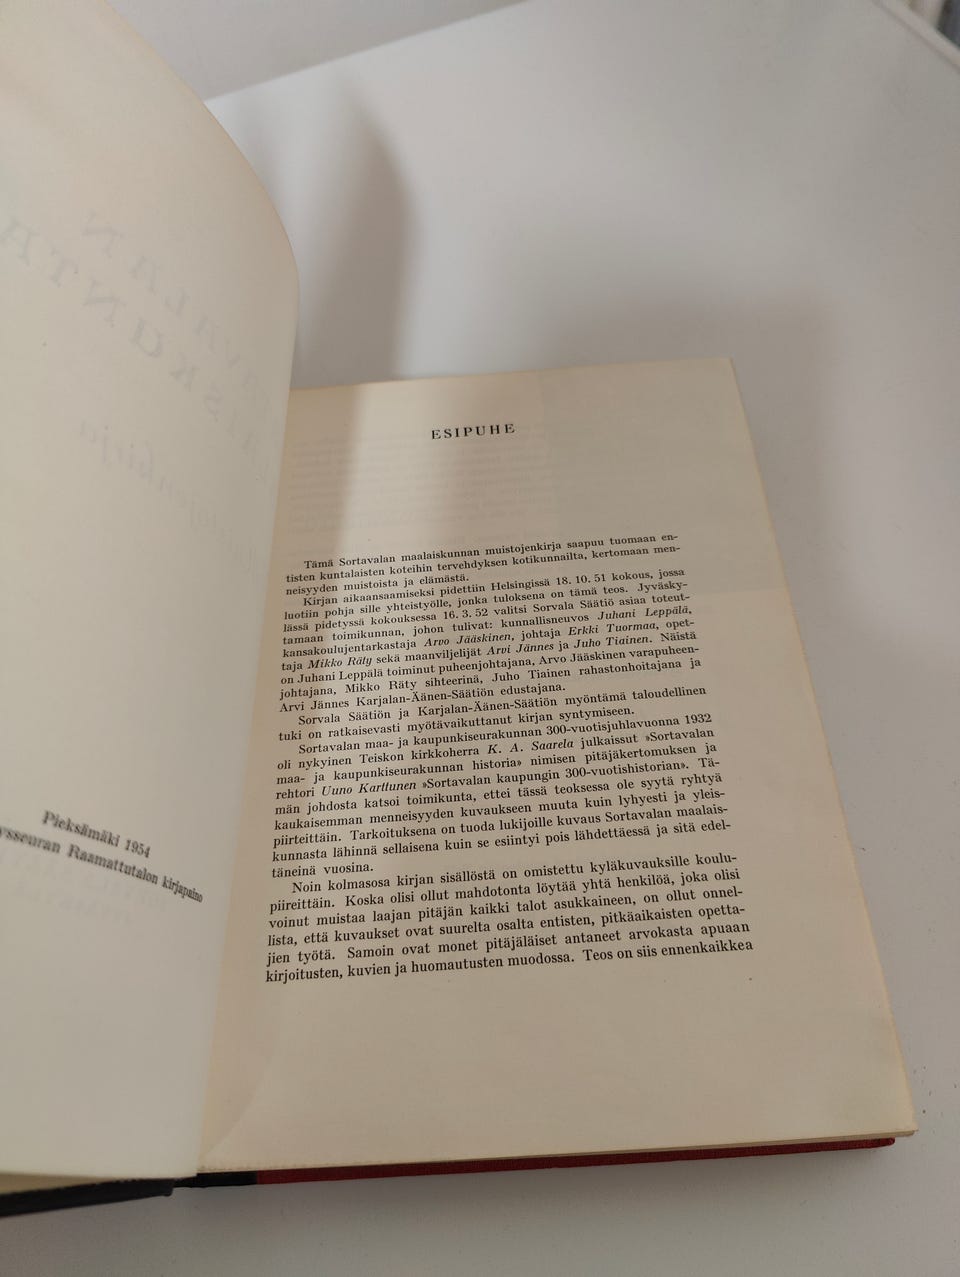 Pieksämäki 1954
Raamattutalon kirjapaino
ESIPUHE
Tämä Sortavalan maalaiskunnan muistojenkirja saapuu tuomaan en-
tisten kuntalaisten koteihin tervehdyksen kotikunnailta, kertomaan men-
neisyyden muistoista ja elämästä.
Kirjan aikaansaamiseksi pidettiin Helsingissä 18. 10. 51 kokous, jossa
luotiin pohja sille yhteistyölle, jonka tuloksena on tämä teos. Jyväsky-
lässä pidetyssä kokouksessa 16. 3. 52 valitsi Sorvala Säätiö asiaa toteut-
tamaan toimikunnan, johon tulivat: kunnallisneuvos Juhani Leppälä,
kansakoulujentarkastaja Arvo Jääskinen, johtaja Erkki Tuormaa, opet-
taja Mikko Räty sekä maanviljelijät Arvi Jännes ja Juho Tiainen. Näistä
on Juhani Leppälä toiminut puheenjohtajana, Arvo Jääskinen varapuheen-
johtajana, Mikko Räty sihteerinä, Juho Tiainen rahastonhoitajana ja
Arvi Jännes Karjalan-Äänen-Säätiön edustajana.
Sorvala Säätiön ja Karjalan-Äänen-Säätiön myöntämä taloudellinen
tuki on ratkaisevasti myötävaikuttanut kirjan syntymiseen.
Sortavalan maa- ja kaupunkiseurakunnan 300-vuotisjuhlavuonna 1932
oli nykyinen Teiskon kirkkoherra K. A. Saarela julkaissut »Sortavalan
maa- ja kaupunkiseurakunnan historia» nimisen pitäjäkertomuksen ja
rehtori Uuno Karttunen »Sortavalan kaupungin 300-vuotishistorian». Tä-
män johdosta katsoi toimikunta, ettei tässä teoksessa ole syytä ryhtyä
kaukaisemman menneisyyden kuvaukseen muuta kuin lyhyesti ja yleis-
piirteittäin. Tarkoituksena on tuoda lukijoille kuvaus Sortavalan maalais-
kunnasta lähinnä sellaisena kuin se esiintyi pois lähdettäessä ja sitä edel-
täneinä vuosina.
Noin kolmasosa kirjan sisällöstä on omistettu kyläkuvauksille koulu-
piireittäin. Koska olisi ollut mahdotonta löytää yhtä henkilöä, joka olisi
voinut muistaa laajan pitäjän kaikki talot asukkaineen, on ollut onnel-
lista, että kuvaukset ovat suurelta osalta entisten, pitkäaikaisten opetta-
jien työtä. Samoin ovat monet pitäjäläiset antaneet arvokasta apuaan
kirjoitusten, kuvien ja huomautusten muodossa. Teos on siis ennenkaikkea